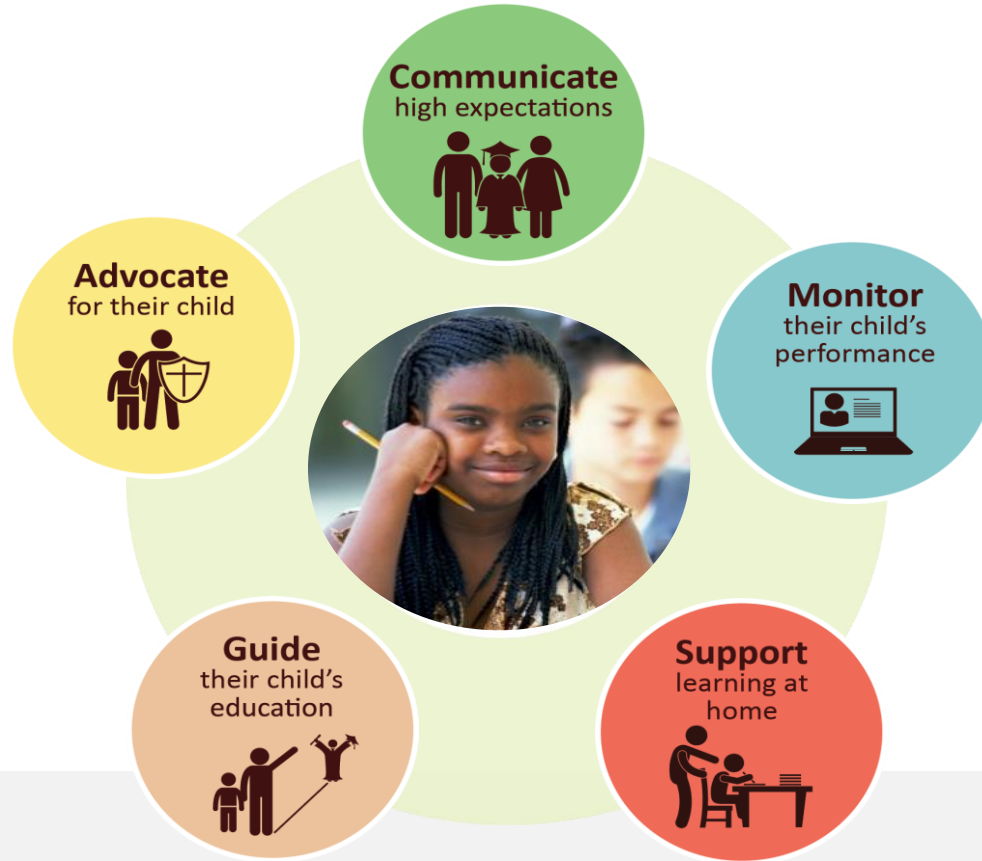 Communicate
high expectations
Monitor
their child's
performance
Support
learning at
home
Guide
their child's
education
Advocate
for their child